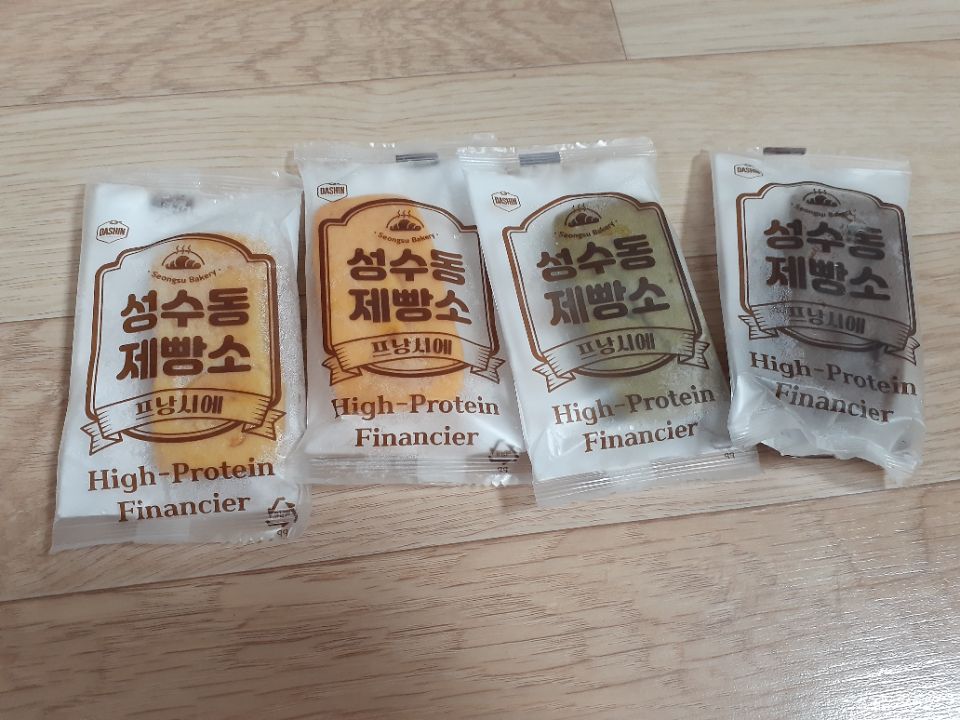 DASHIN
Seongsu Bakery
성수동
제빵소
프낭시에
High-Protein
Financier
PP
DASHIN
Seongsu Bakery
성수동
제빵소
프낭시에
High-Protein
Financier
PP
DASHIN
Seongsu Bakery
성수동
제빵소
프낭시에
High-Protein
Financier
PP
DASHIN
Seongsu Bakery
성수동
제빵소
프낭시에
High-Protein
Financier